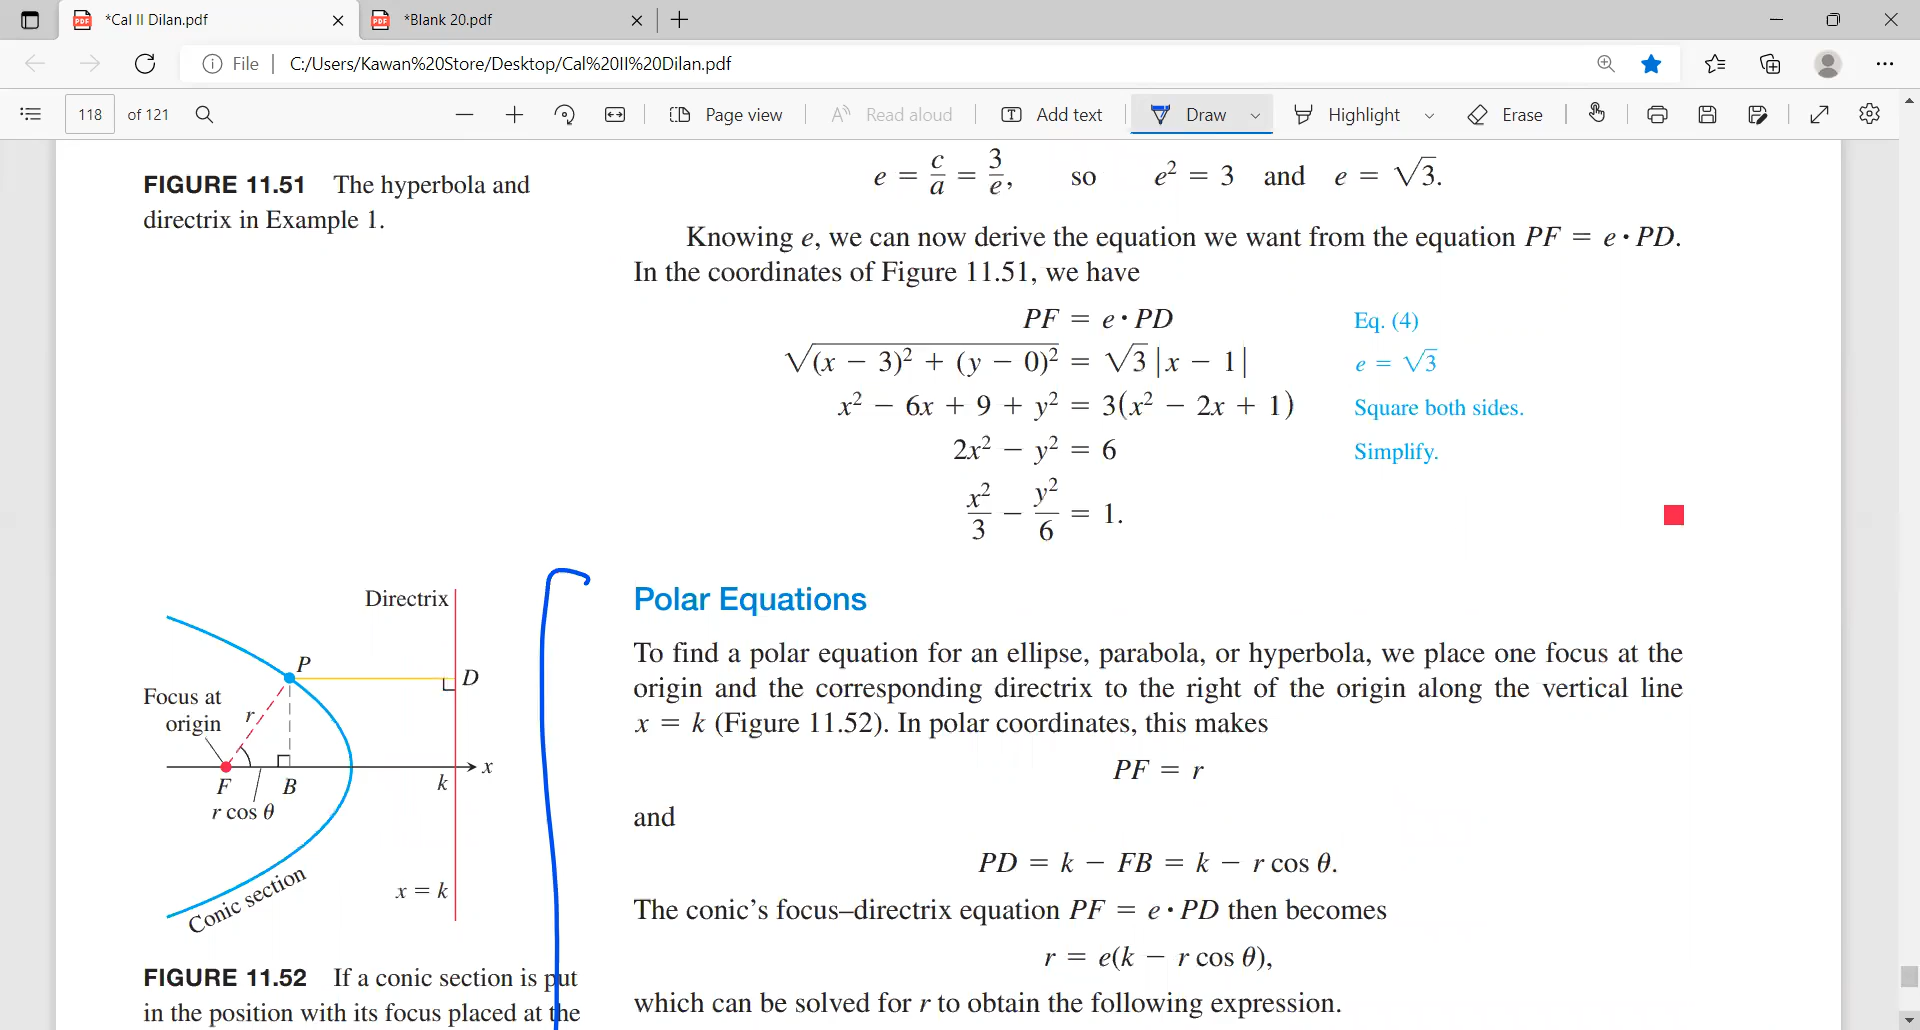 *Cal II Dilan.pdf
*Blank 20.pdf
File
C:/Users/Kawan%20Store/Desktop/Cal%20II%20Dilan.pdf
118 of 121
Page view
Read aloud
Add text
Draw
Highlight
Erase
FIGURE 11.51 The hyperbola and
directrix in Example 1.
e = c/a = 3/e, so e² = 3 and e = √3.
Knowing e, we can now derive the equation we want from the equation PF = e · PD.
In the coordinates of Figure 11.51, we have
PF = e · PD Eq. (4)
√(x − 3)² + (y − 0)² = √3 |x − 1| e = √3
x² − 6x + 9 + y² = 3(x² − 2x + 1) Square both sides.
2x² − y² = 6 Simplify.
x²/3 − y²/6 = 1.
Directrix
P
D
Focus at
origin
r
F
B
k
x
r cos θ
x = k
Conic section
FIGURE 11.52 If a conic section is put
in the position with its focus placed at the
Polar Equations
To find a polar equation for an ellipse, parabola, or hyperbola, we place one focus at the
origin and the corresponding directrix to the right of the origin along the vertical line
x = k (Figure 11.52). In polar coordinates, this makes
PF = r
and
PD = k − FB = k − r cos θ.
The conic’s focus–directrix equation PF = e · PD then becomes
r = e(k − r cos θ),
which can be solved for r to obtain the following expression.